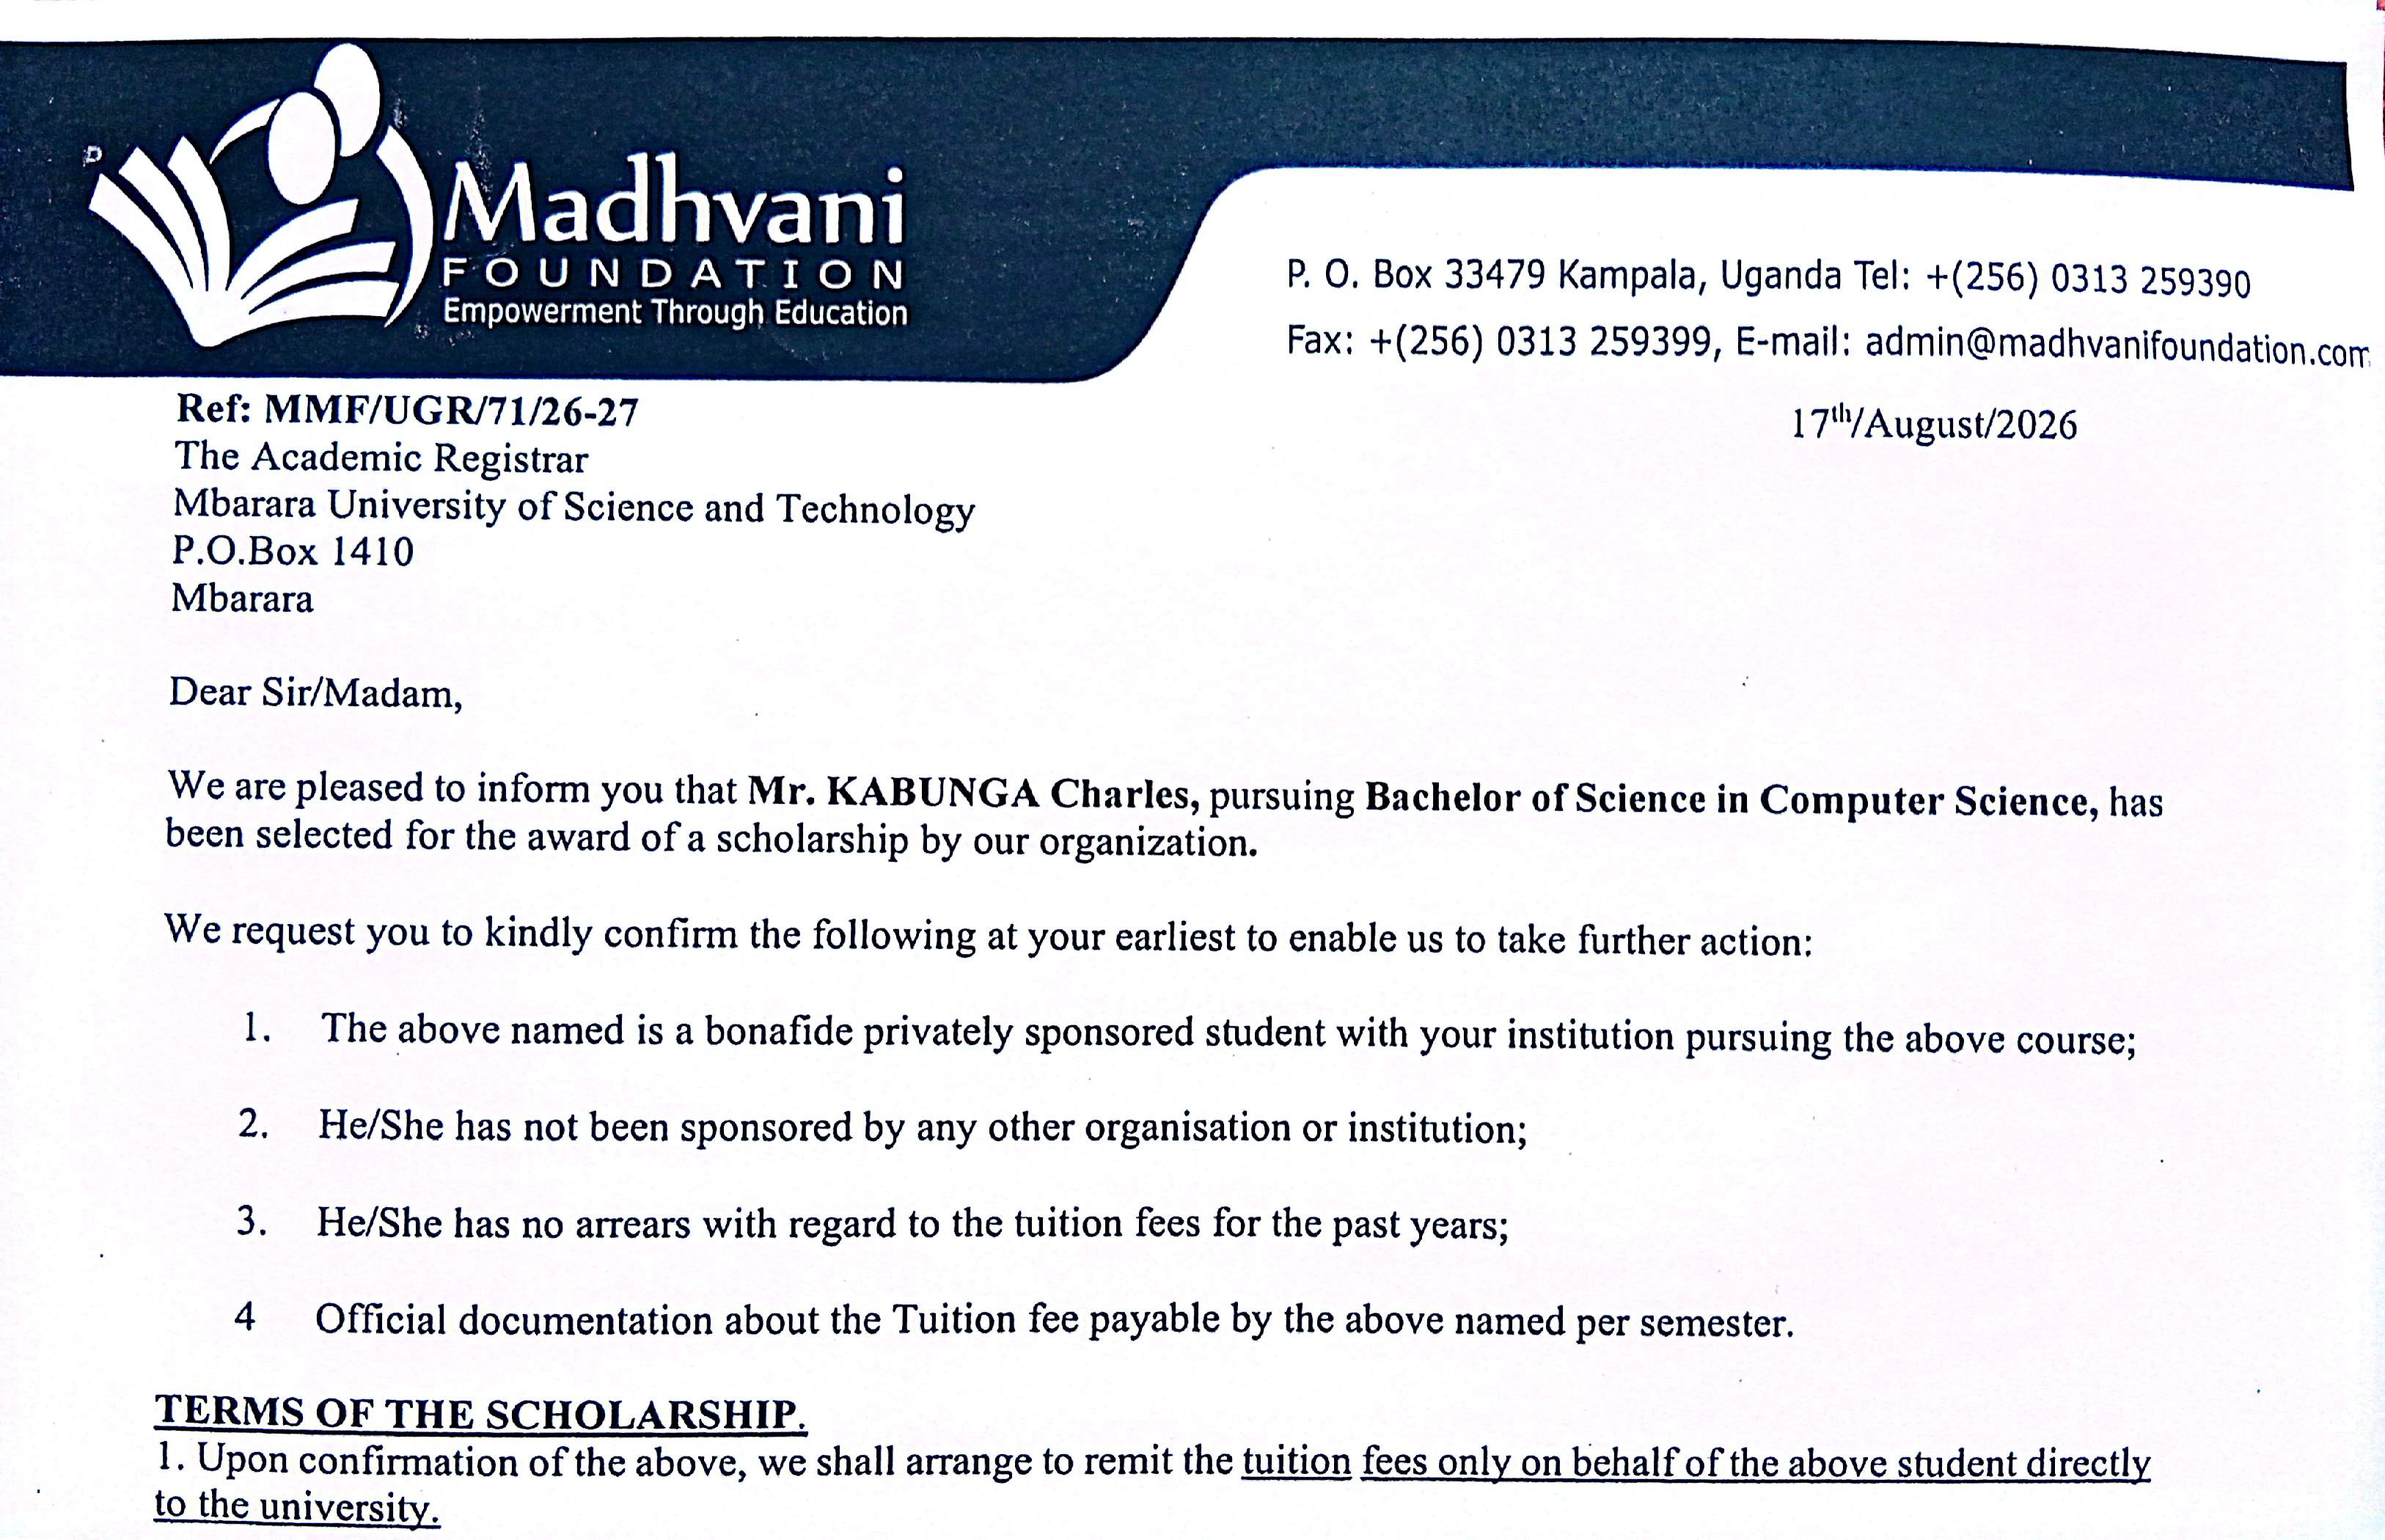 Madhvani
FOUNDATION
Empowerment Through Education
P. O. Box 33479 Kampala, Uganda Tel: +(256) 0313 259390
Fax: +(256) 0313 259399, E-mail: admin@madhvanifoundation.com
Ref: MMF/UGR/71/26-27
17th/August/2026
The Academic Registrar
Mbarara University of Science and Technology
P.O.Box 1410
Mbarara
Dear Sir/Madam,
We are pleased to inform you that Mr. KABUNGA Charles, pursuing Bachelor of Science in Computer Science, has
been selected for the award of a scholarship by our organization.
We request you to kindly confirm the following at your earliest to enable us to take further action:
1. The above named is a bonafide privately sponsored student with your institution pursuing the above course;
2. He/She has not been sponsored by any other organisation or institution;
3. He/She has no arrears with regard to the tuition fees for the past years;
4 Official documentation about the Tuition fee payable by the above named per semester.
TERMS OF THE SCHOLARSHIP.
1. Upon confirmation of the above, we shall arrange to remit the tuition fees only on behalf of the above student directly
to the university.